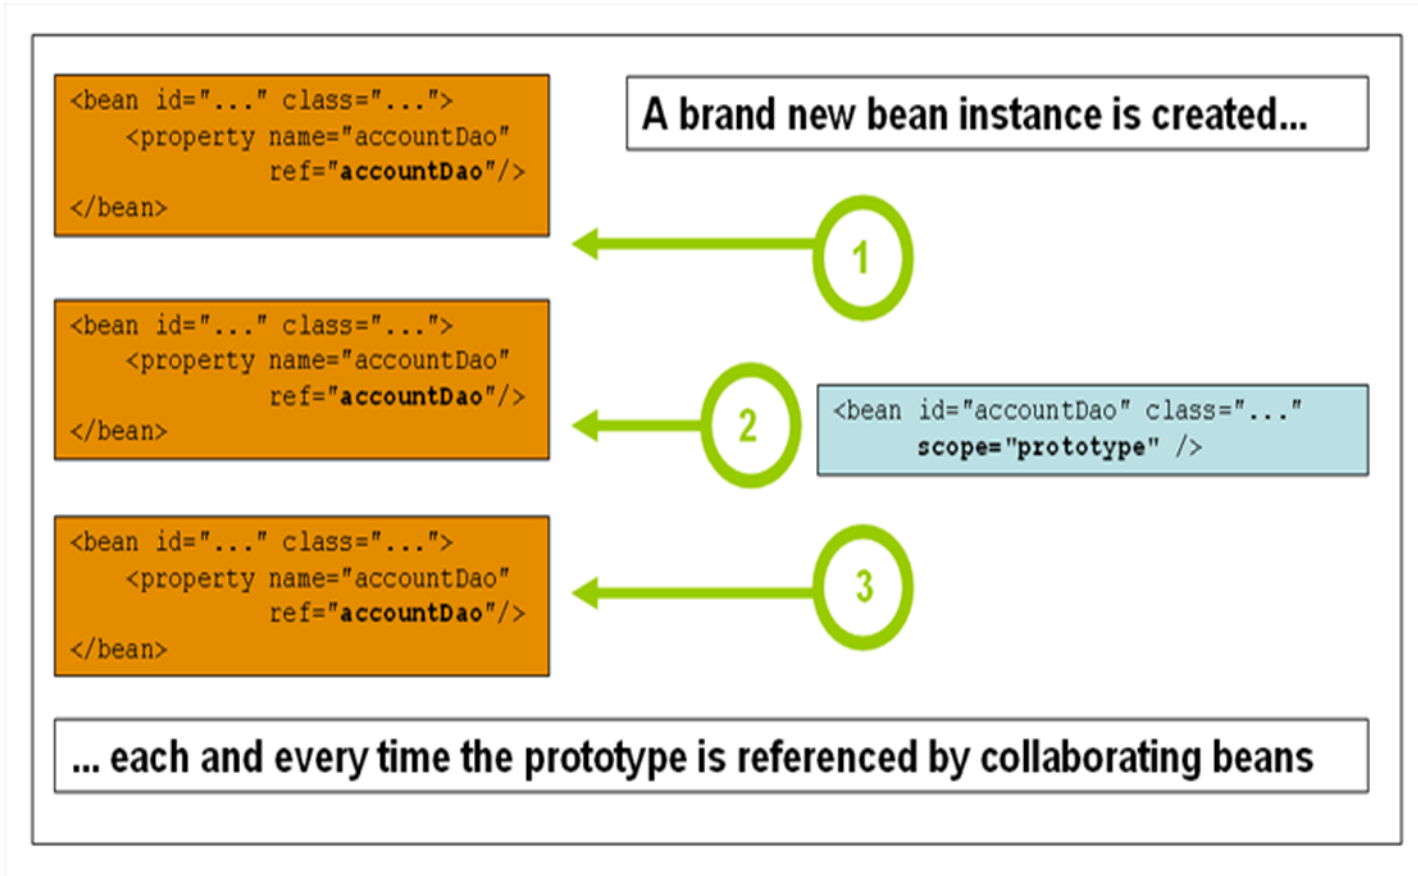 <bean id="..." class="...">
<property name="accountDao"
ref="accountDao"/>
</bean>
A brand new bean instance is created...
1
<bean id="..." class="...">
<property name="accountDao"
ref="accountDao"/>
</bean>
2
<bean id="accountDao" class="..."
scope="prototype" />
<bean id="..." class="...">
<property name="accountDao"
ref="accountDao"/>
</bean>
3
... each and every time the prototype is referenced by collaborating beans